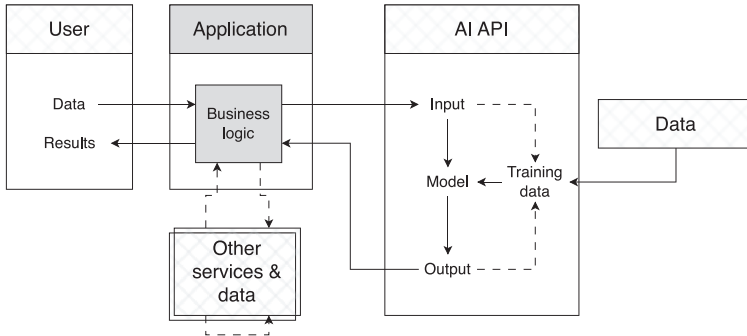 User
Application
AI API
Data
Results
Business
logic
Input
Model
Output
Training
data
Data
Other
services &
data